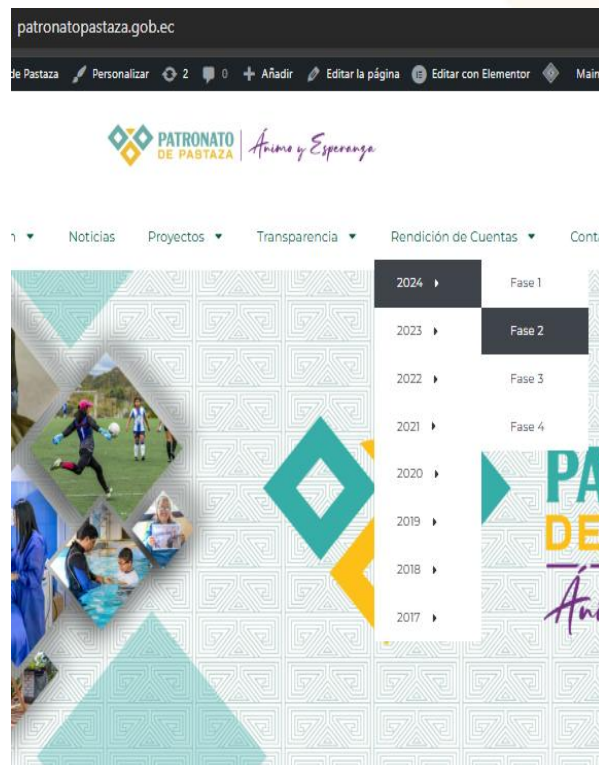 patronatopastaza.gob.ec
de Pastaza Personalizar 2 0 Añadir Editar la página Editar con Elementor
PATRONATO
DE PASTAZA
Ánimo y Esperanza
Noticias Proyectos Transparencia Rendición de Cuentas
2024 Fase 1
2023 Fase 2
2022 Fase 3
2021 Fase 4
2020
2019
2018
2017
PA
DE